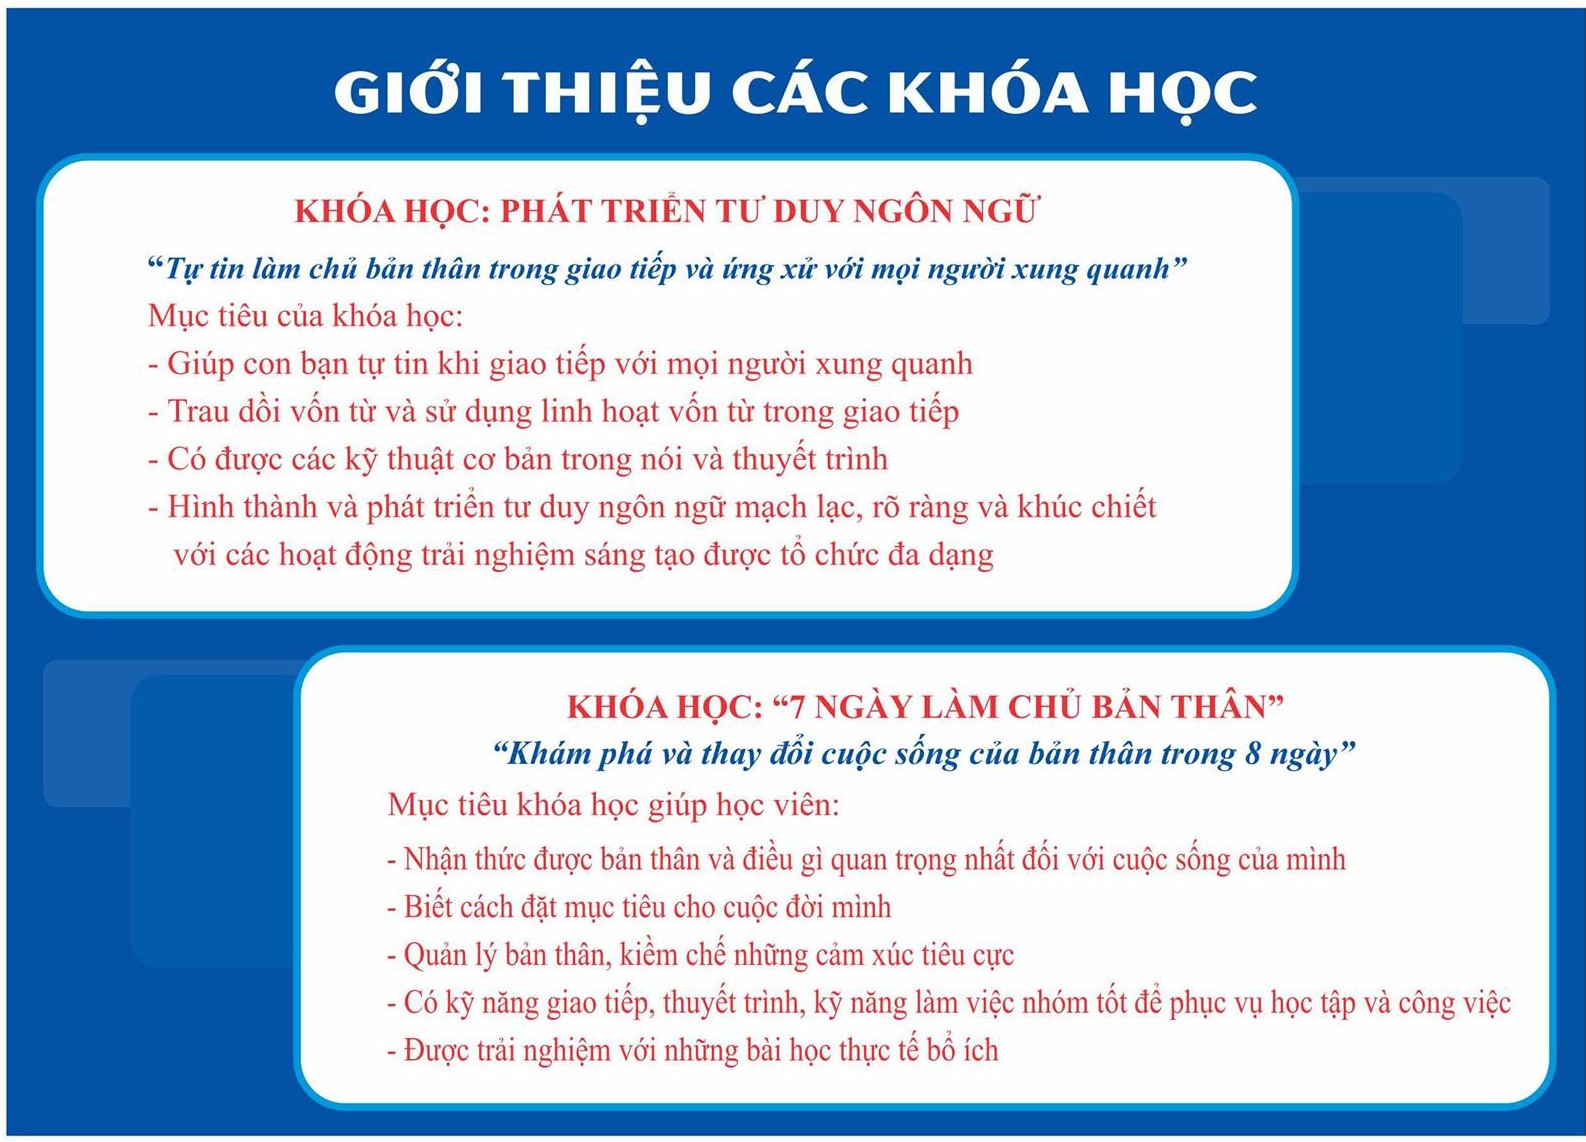 GIỚI THIỆU CÁC KHÓA HỌC
KHÓA HỌC: PHÁT TRIỂN TƯ DUY NGÔN NGỮ
“Tự tin làm chủ bản thân trong giao tiếp và ứng xử với mọi người xung quanh”
Mục tiêu của khóa học:
- Giúp con bạn tự tin khi giao tiếp với mọi người xung quanh
- Trau dồi vốn từ và sử dụng linh hoạt vốn từ trong giao tiếp
- Có được các kỹ thuật cơ bản trong nói và thuyết trình
- Hình thành và phát triển tư duy ngôn ngữ mạch lạc, rõ ràng và khúc chiết
với các hoạt động trải nghiệm sáng tạo được tổ chức đa dạng
KHÓA HỌC: “7 NGÀY LÀM CHỦ BẢN THÂN”
“Khám phá và thay đổi cuộc sống của bản thân trong 8 ngày”
Mục tiêu khóa học giúp học viên:
- Nhận thức được bản thân và điều gì quan trọng nhất đối với cuộc sống của mình
- Biết cách đặt mục tiêu cho cuộc đời mình
- Quản lý bản thân, kiềm chế những cảm xúc tiêu cực
- Có kỹ năng giao tiếp, thuyết trình, kỹ năng làm việc nhóm tốt để phục vụ học tập và công việc
- Được trải nghiệm với những bài học thực tế bổ ích